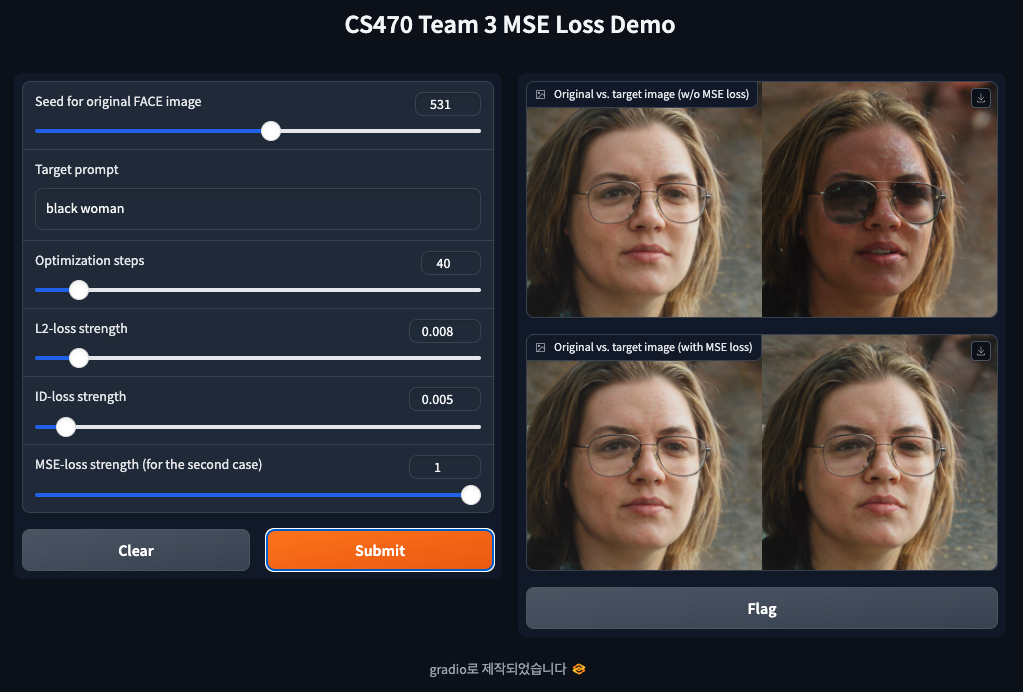 CS470 Team 3 MSE Loss Demo
Seed for original FACE image
531
Target prompt
black woman
Optimization steps
40
L2-loss strength
0.008
ID-loss strength
0.005
MSE-loss strength (for the second case)
1
Clear
Submit
Original vs. target image (w/o MSE loss)
Original vs. target image (with MSE loss)
Flag
gradio로 제작되었습니다